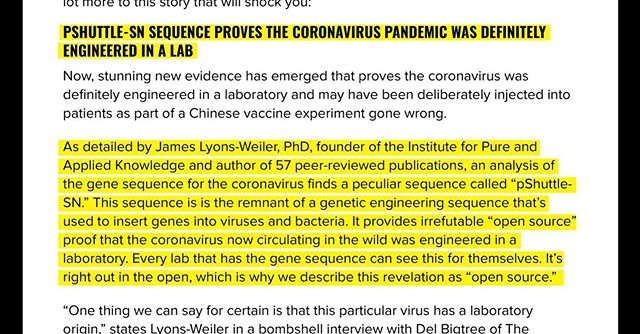 lot more to this story that will shock you:
PSHUTTLE-SN SEQUENCE PROVES THE CORONAVIRUS PANDEMIC WAS DEFINITELY
ENGINEERED IN A LAB
Now, stunning new evidence has emerged that proves the coronavirus was
definitely engineered in a laboratory and may have been deliberately injected into
patients as part of a Chinese vaccine experiment gone wrong.
As detailed by James Lyons-Weiler, PhD, founder of the Institute for Pure and
Applied Knowledge and author of 57 peer-reviewed publications, an analysis of
the gene sequence for the coronavirus finds a peculiar sequence called “pShuttle-
SN.” This sequence is is the remnant of a genetic engineering sequence that’s
used to insert genes into viruses and bacteria. It provides irrefutable “open source”
proof that the coronavirus now circulating in the wild was engineered in a
laboratory. Every lab that has the gene sequence can see this for themselves. It’s
right out in the open, which is why we describe this revelation as “open source.”
“One thing we can say for certain is that this particular virus has a laboratory
origin,” states Lyons-Weiler in a bombshell interview with Del Bigtree of The